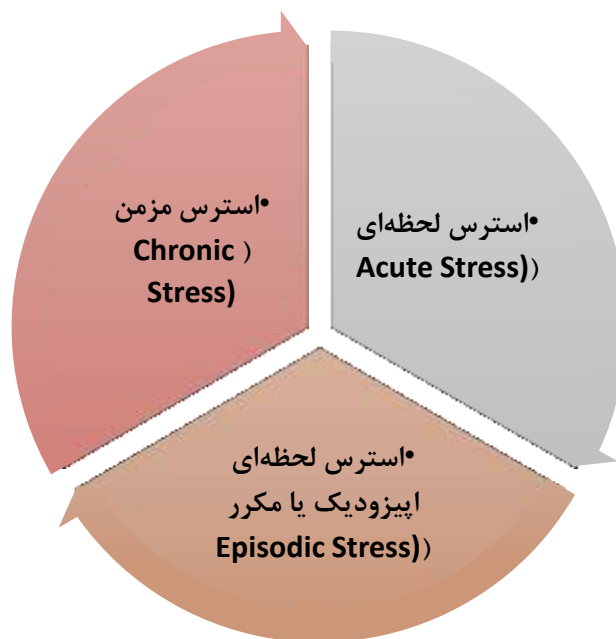 •استرس مزمن
Chronic )
Stress)
•استرس لحظه‌ای
(Acute Stress)
•استرس لحظه‌ای
اپیزودیک یا مکرر
(Episodic Stress)